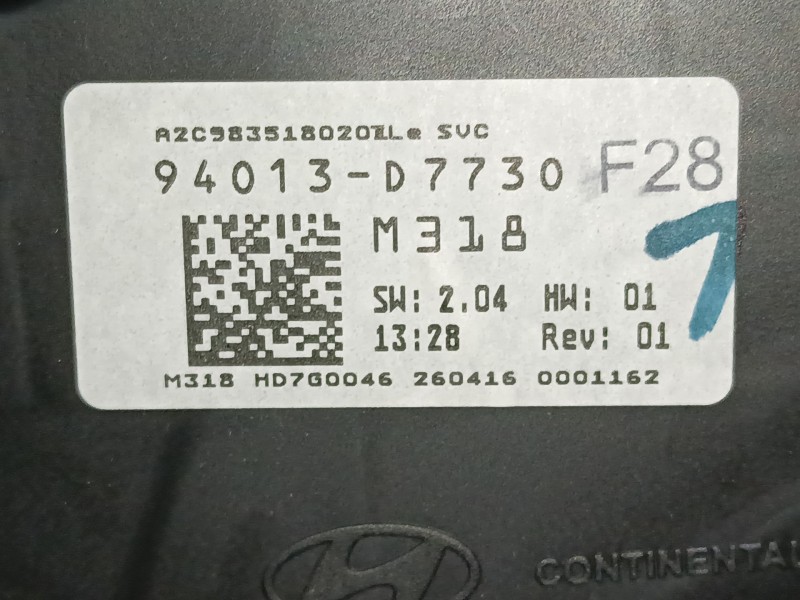 A2C98351802071Le SVC
94013-D7730 F28
M318
SW: 2.04 HW: 01
13:28 Rev: 01
M318 HD7G0046 260416 0001162
CONTINENTAL